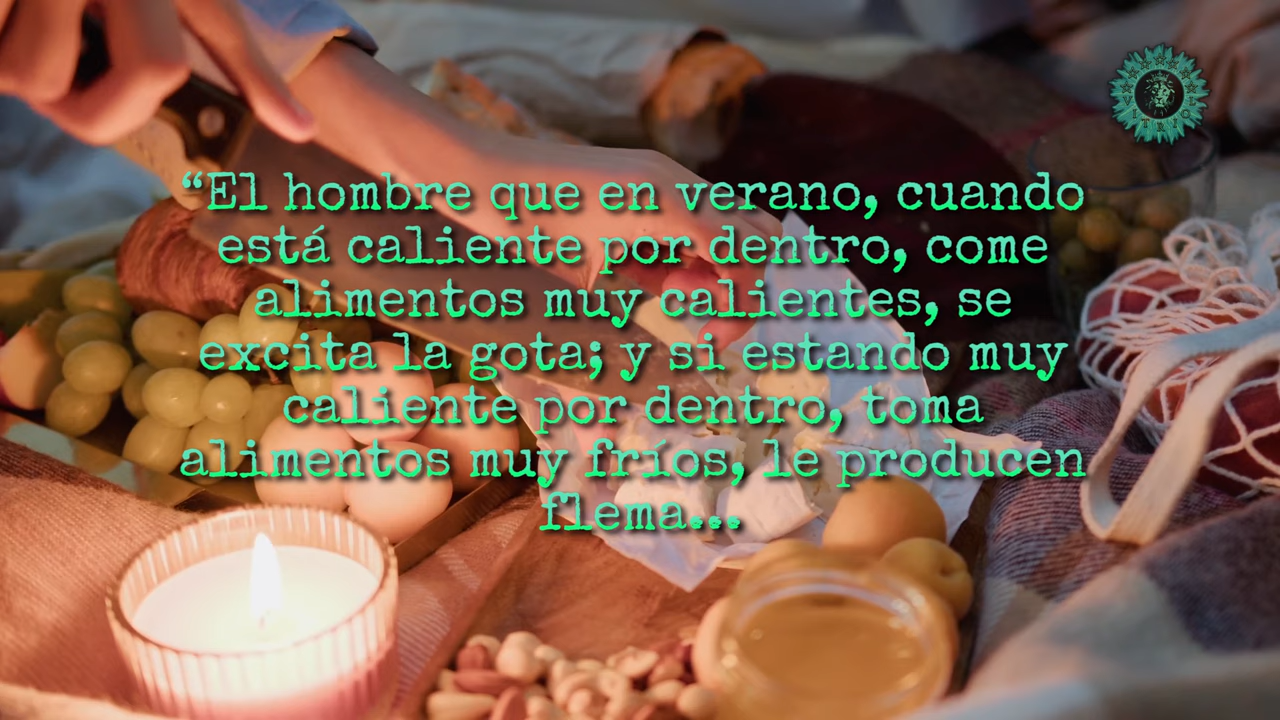 “El hombre que en verano, cuando
está caliente por dentro, come
alimentos muy calientes, se
excita la gota; y si estando muy
caliente por dentro, toma
alimentos muy fríos, le producen
flema...